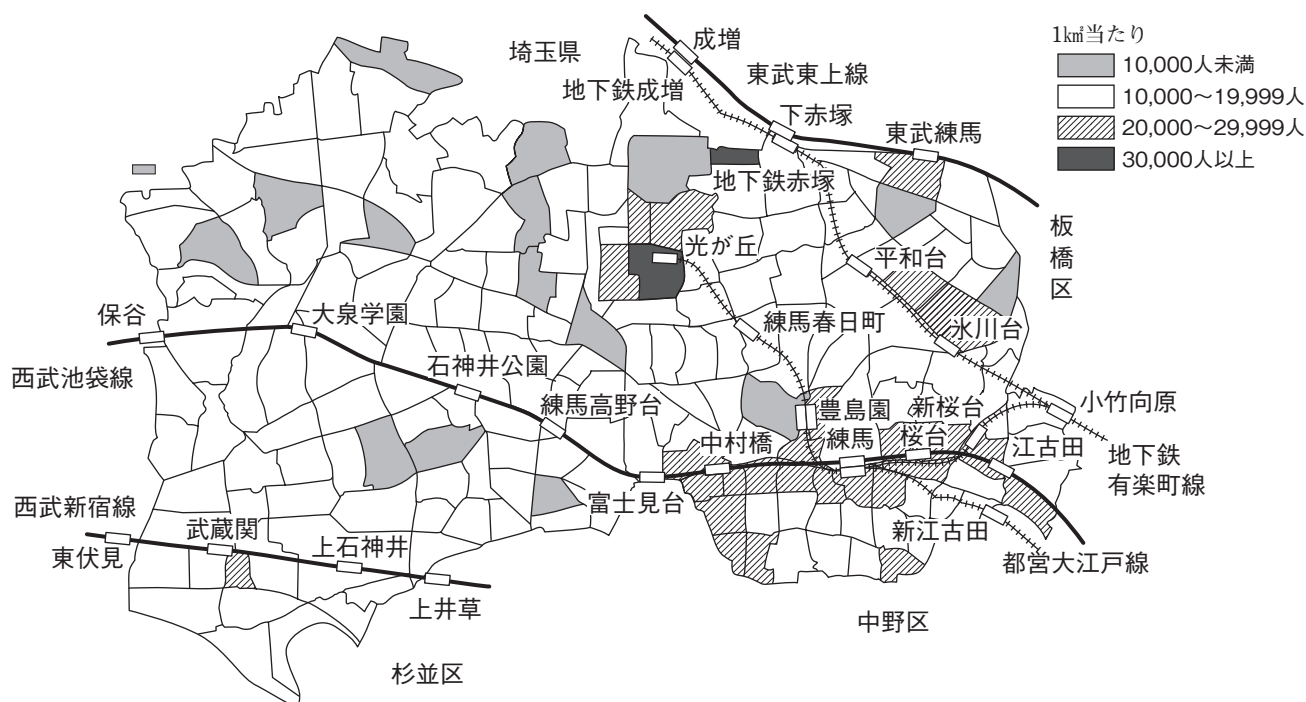 1㎢当たり
10,000人未満
10,000〜19,999人
20,000〜29,999人
30,000人以上
埼玉県
成増
地下鉄成増
東武東上線
下赤塚
東武練馬
地下鉄赤塚
板橋区
光が丘
平和台
氷川台
練馬春日町
保谷
大泉学園
西武池袋線
石神井公園
練馬高野台
豊島園
新桜台
小竹向原
中村橋
練馬
桜台
江古田
地下鉄
有楽町線
富士見台
新江古田
都営大江戸線
西武新宿線
武蔵関
東伏見
上石神井
上井草
中野区
杉並区